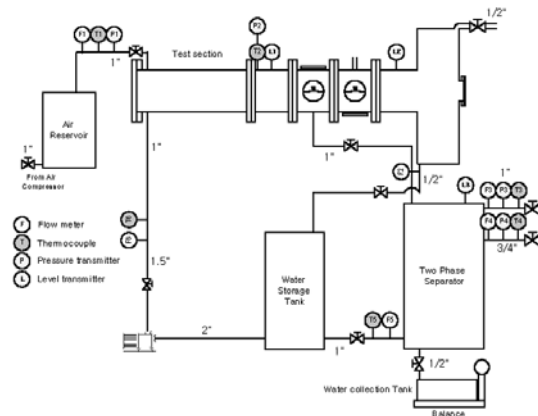 1/2"
P2
F1 T1 P1
T2 L1
L2
1"
Test section
Air
Reservoir
1"
From Air
Compressor
1"
1"
1/2"
L3
1"
F3 P3 T3
F4 P4 T4
3/4"
F Flow meter
T Thermocouple
P Pressure transmitter
L Level transmitter
1.5"
Water
Storage
Tank
Two Phase
Separator
2"
1"
T5 F5
1/2"
Water collection Tank
Balance